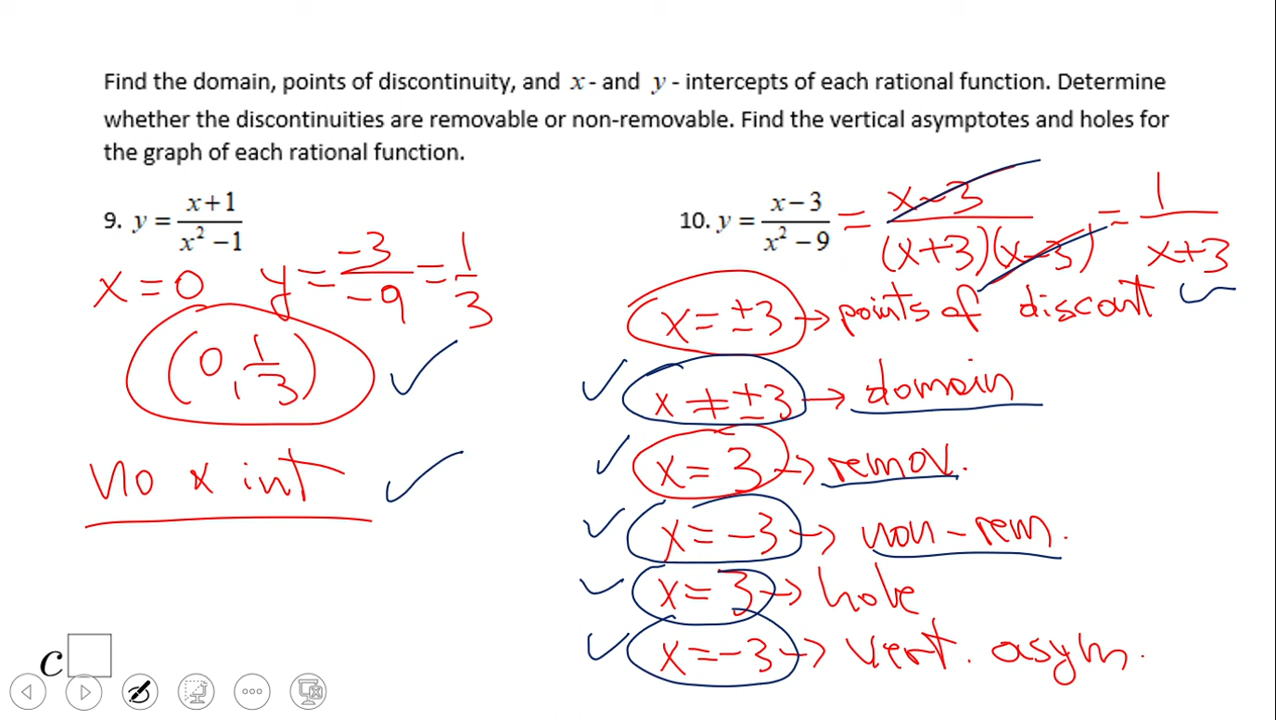 Find the domain, points of discontinuity, and x - and y - intercepts of each rational function. Determine
whether the discontinuities are removable or non-removable. Find the vertical asymptotes and holes for
the graph of each rational function.
9. y = (x+1)/(x² −1)
x = 0 y = −3/−9 = 1/3
(0, 1/3)
no x int
10. y = (x−3)/(x² −9) = (x−3)/((x+3)(x−3)) = 1/(x+3)
x = ±3 → points of discont
x ≠ ±3 → domain
x = 3 → remov.
x = −3 → non-rem.
x = 3 → hole
x = −3 → vert. asym.
c